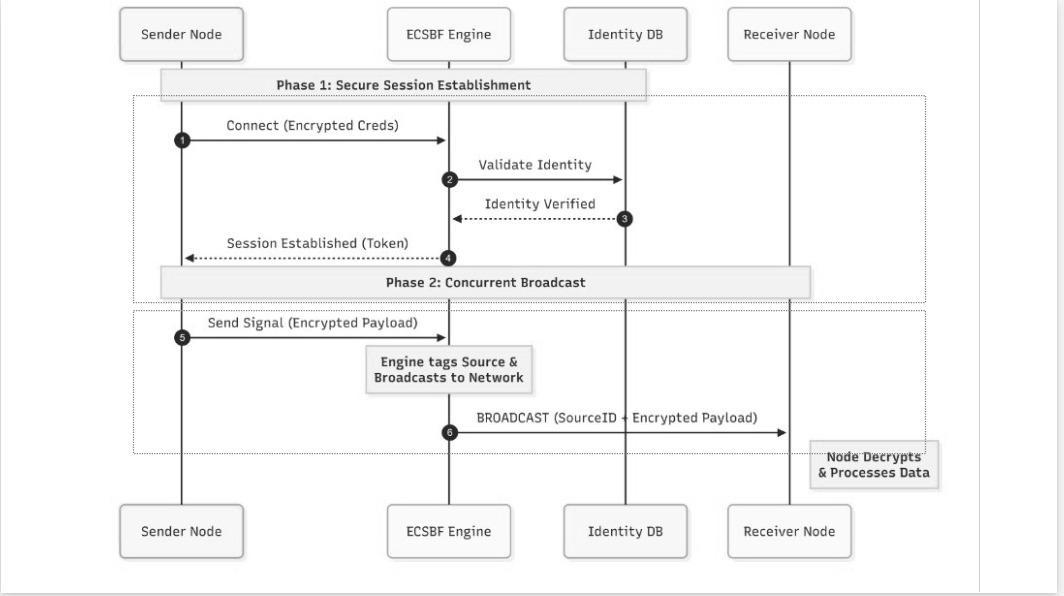 Sender Node
ECSBF Engine
Identity DB
Receiver Node
Phase 1: Secure Session Establishment
Connect (Encrypted Creds)
1
Validate Identity
2
Identity Verified
3
Session Established (Token)
4
Phase 2: Concurrent Broadcast
Send Signal (Encrypted Payload)
5
Engine tags Source &
Broadcasts to Network
BROADCAST (SourceID + Encrypted Payload)
6
Node Decrypts
& Processes Data
Sender Node
ECSBF Engine
Identity DB
Receiver Node